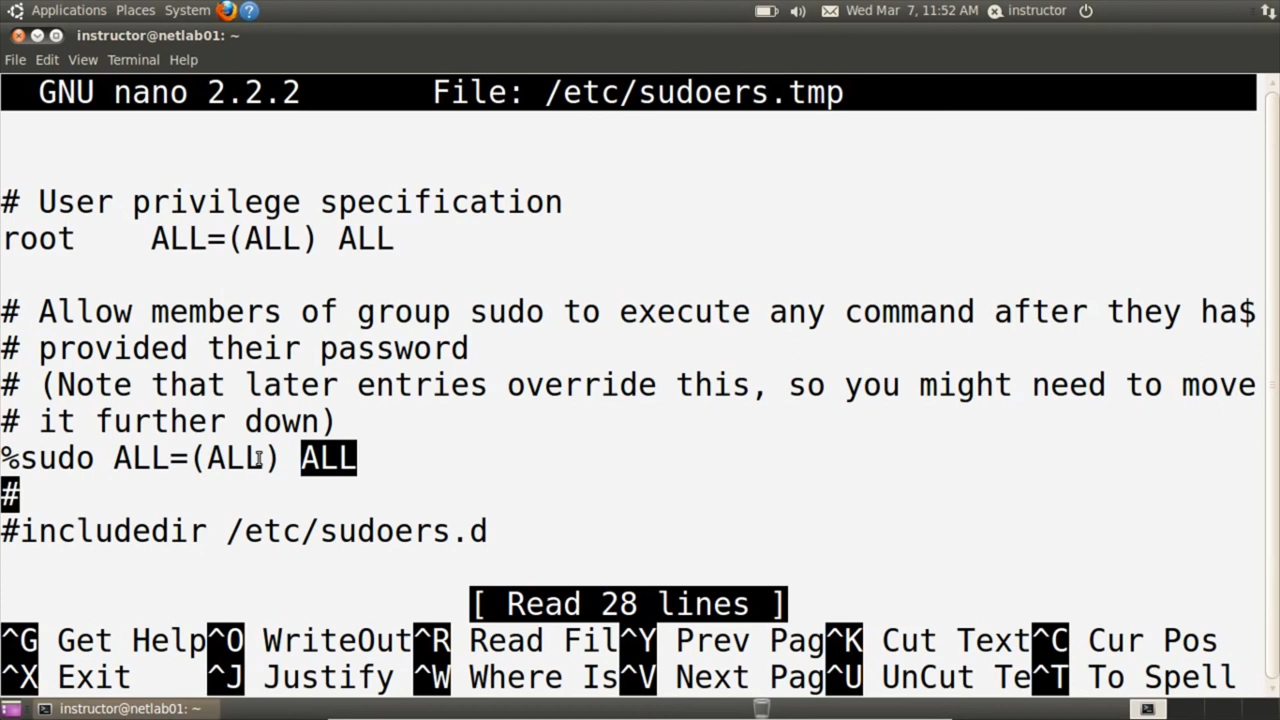 Applications Places System Wed Mar 7, 11:52 AM instructor
instructor@netlab01: ~
File Edit View Terminal Help
GNU nano 2.2.2 File: /etc/sudoers.tmp
# User privilege specification
root ALL=(ALL) ALL
# Allow members of group sudo to execute any command after they ha$
# provided their password
# (Note that later entries override this, so you might need to move
# it further down)
%sudo ALL=(ALL) ALL
#
#includedir /etc/sudoers.d
[ Read 28 lines ]
^G Get Help^O WriteOut^R Read Fil^Y Prev Pag^K Cut Text^C Cur Pos
^X Exit ^J Justify ^W Where Is^V Next Pag^U UnCut Te^T To Spell
instructor@netlab01: ~